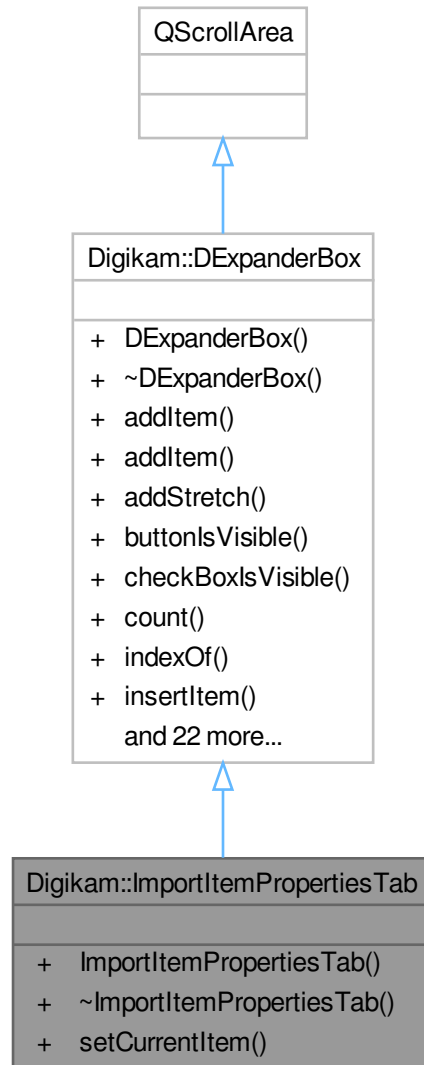 QScrollArea
Digikam::DExpanderBox
+ DExpanderBox()
+ ~DExpanderBox()
+ addItem()
+ addItem()
+ addStretch()
+ buttonIsVisible()
+ checkBoxIsVisible()
+ count()
+ indexOf()
+ insertItem()
and 22 more...
Digikam::ImportItemPropertiesTab
+ ImportItemPropertiesTab()
+ ~ImportItemPropertiesTab()
+ setCurrentItem()